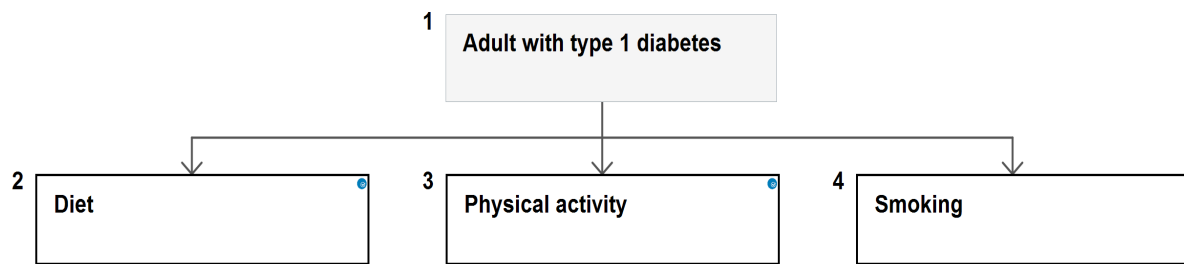 1
Adult with type 1 diabetes
2
Diet
3
Physical activity
4
Smoking